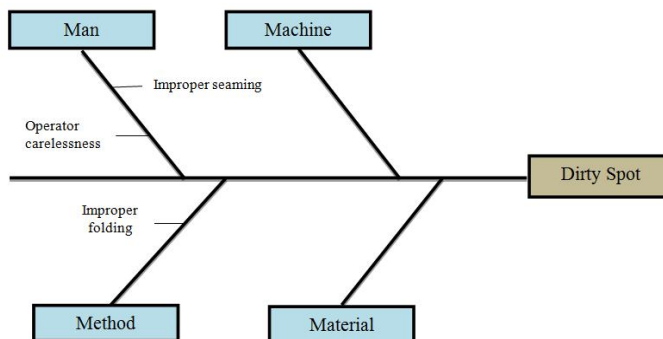 Man
Machine
Improper seaming
Operator
carelessness
Dirty Spot
Improper
folding
Method
Material